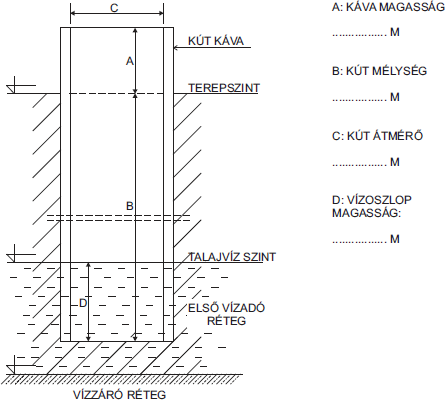 C
A
KÚT KÁVA
TEREPSZINT
B
TALAJVÍZ SZINT
D
ELSŐ VÍZADÓ
RÉTEG
VÍZZÁRÓ RÉTEG
A: KÁVA MAGASSÁG
................. M
B: KÚT MÉLYSÉG
................. M
C: KÚT ÁTMÉRŐ
................. M
D: VÍZOSZLOP
MAGASSÁG:
................. M